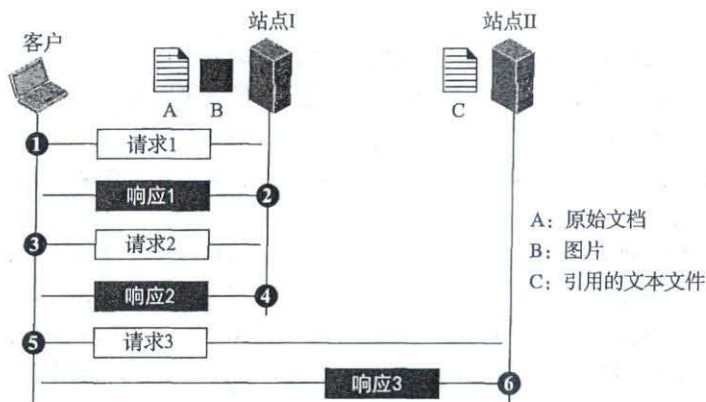 站点I
站点II
客户
A
B
C
1
请求1
响应1
2
3
请求2
响应2
4
5
请求3
响应3
6
A：原始文档
B：图片
C：引用的文本文件